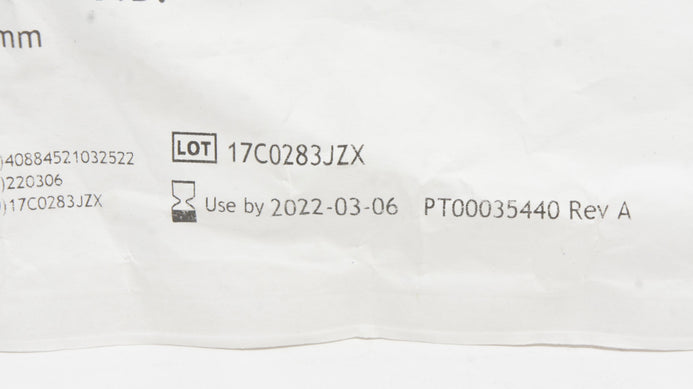 mm
)40884521032522
)220306
)17C0283JZX
LOT 17C0283JZX
Use by 2022-03-06 PT00035440 Rev A